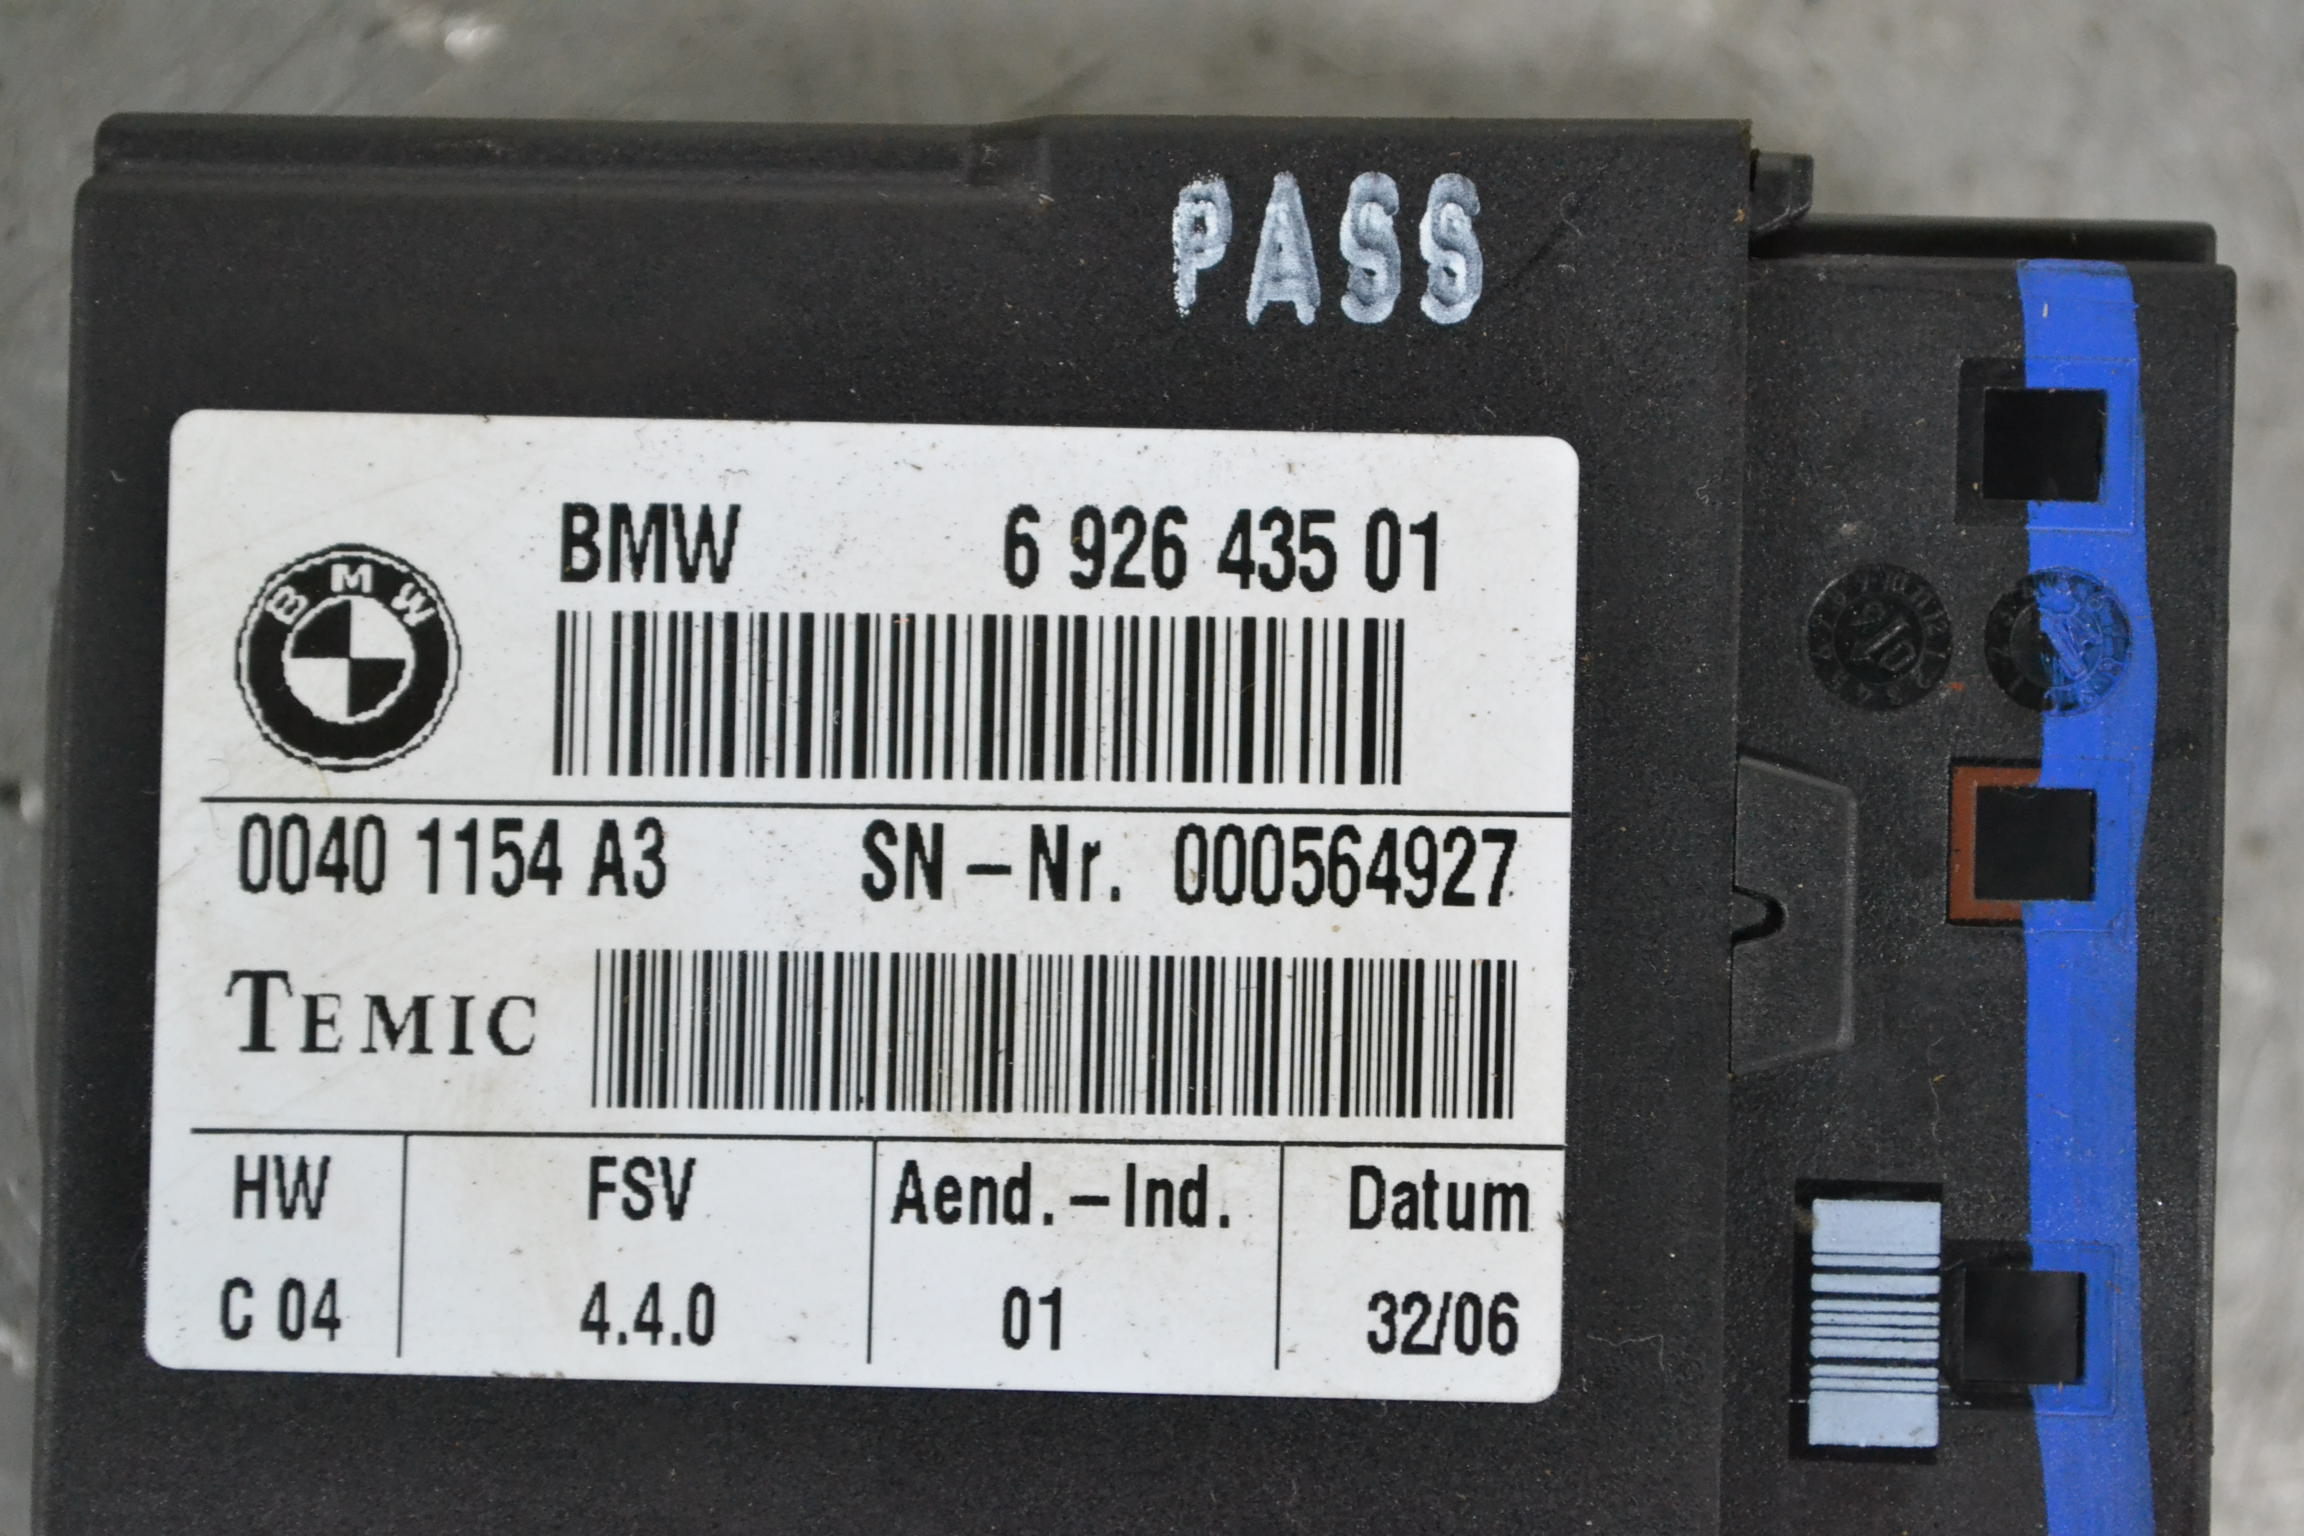 PASS
BMW 6 926 435 01
BMW
0040 1154 A3 SN-Nr. 000564927
TEMIC
HW FSV Aend.-Ind. Datum
C 04 4.4.0 01 32/06